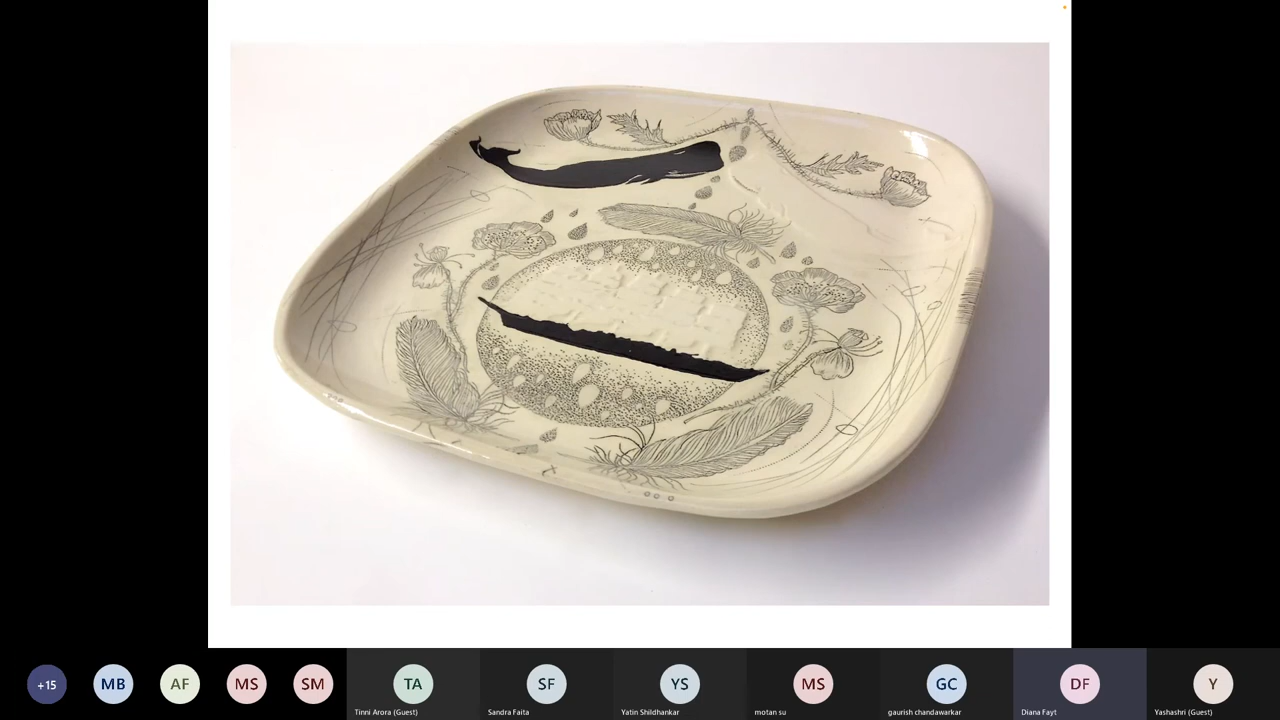 +15
MB
AF
MS
SM
TA
SF
YS
MS
GC
DF
Y
Tinni Arora (Guest)
Sandra Faita
Yatin Shildhankar
motan su
gaurish chandawarkar
Diana Fayt
Yashashri (Guest)